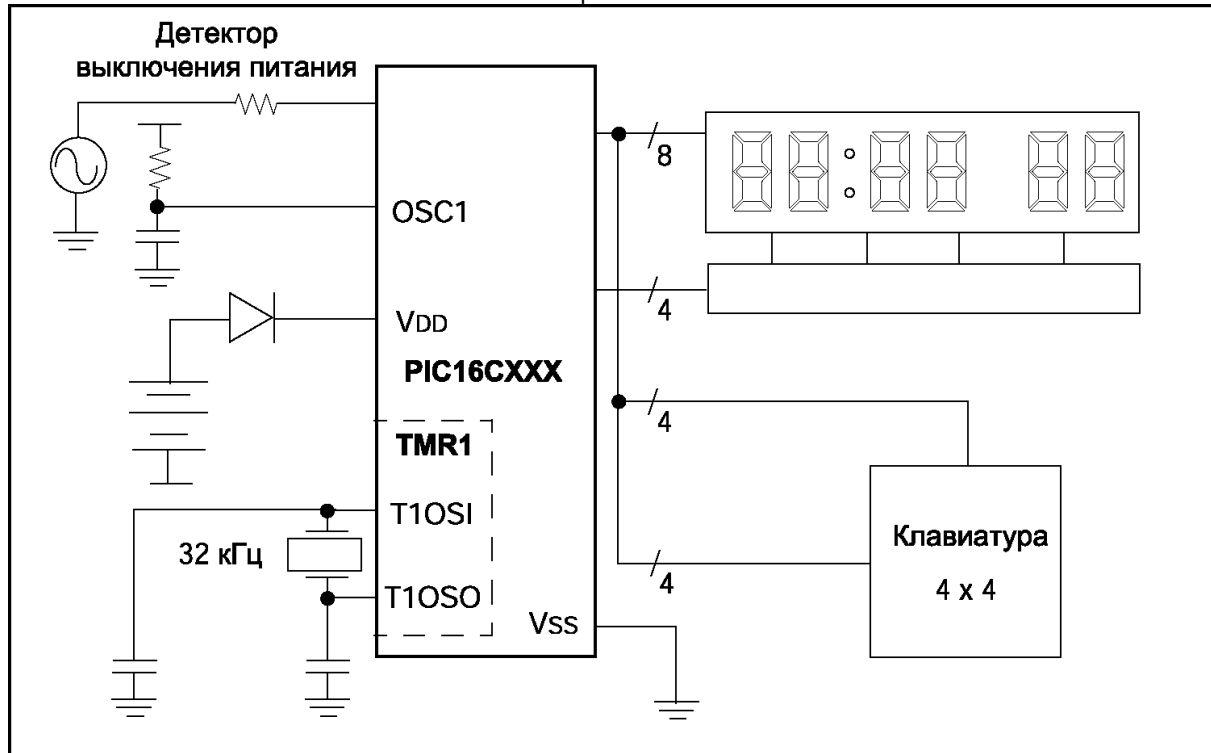 Детектор
выключения питания
OSC1
VDD
PIC16CXXX
TMR1
T1OSI
32 кГц
T1OSO
VSS
8
4
4
4
Клавиатура
4 x 4